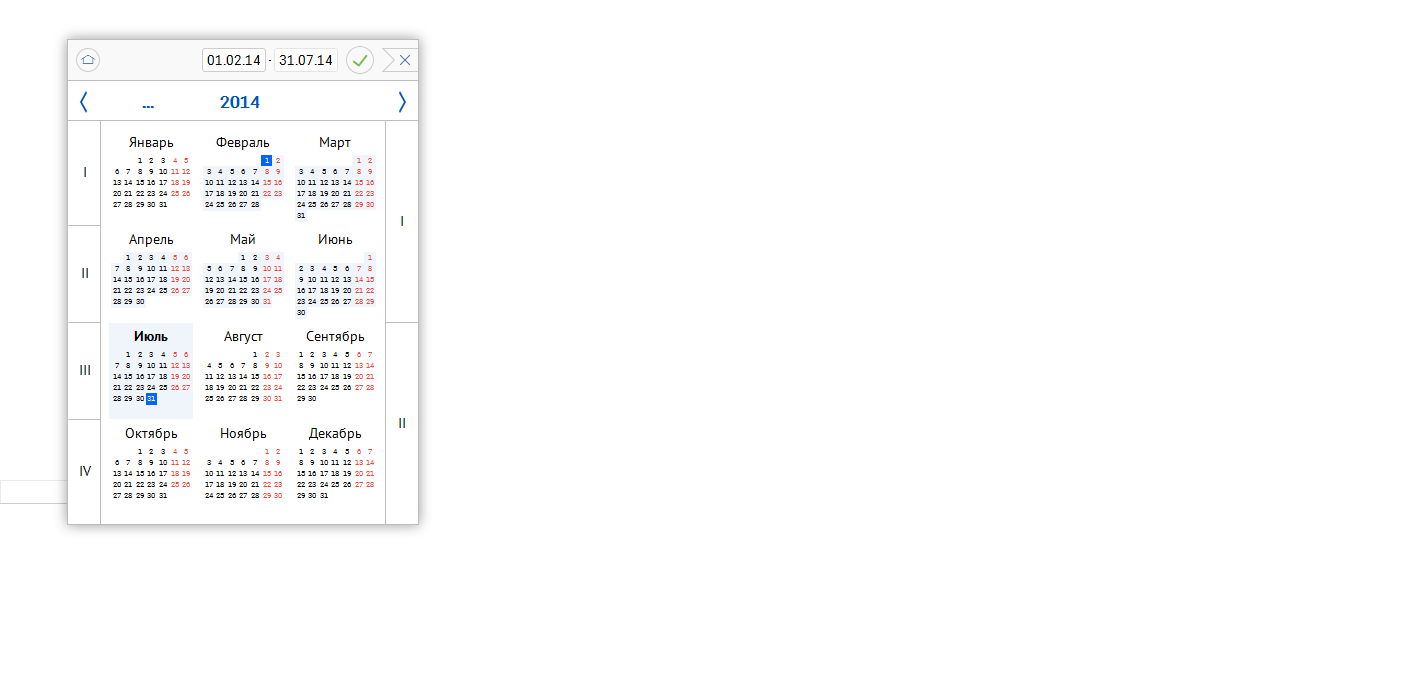 01.02.14 - 31.07.14
... 2014
I
II
III
IV
Январь
1 2 3 4 5
6 7 8 9 10 11 12
13 14 15 16 17 18 19
20 21 22 23 24 25 26
27 28 29 30 31
Февраль
1 2
3 4 5 6 7 8 9
10 11 12 13 14 15 16
17 18 19 20 21 22 23
24 25 26 27 28
Март
1 2
3 4 5 6 7 8 9
10 11 12 13 14 15 16
17 18 19 20 21 22 23
24 25 26 27 28 29 30
31
Апрель
1 2 3 4 5 6
7 8 9 10 11 12 13
14 15 16 17 18 19 20
21 22 23 24 25 26 27
28 29 30
Май
1 2 3 4
5 6 7 8 9 10 11
12 13 14 15 16 17 18
19 20 21 22 23 24 25
26 27 28 29 30 31
Июнь
1
2 3 4 5 6 7 8
9 10 11 12 13 14 15
16 17 18 19 20 21 22
23 24 25 26 27 28 29
30
Июль
1 2 3 4 5 6
7 8 9 10 11 12 13
14 15 16 17 18 19 20
21 22 23 24 25 26 27
28 29 30 31
Август
1 2 3
4 5 6 7 8 9 10
11 12 13 14 15 16 17
18 19 20 21 22 23 24
25 26 27 28 29 30 31
Сентябрь
1 2 3 4 5 6 7
8 9 10 11 12 13 14
15 16 17 18 19 20 21
22 23 24 25 26 27 28
29 30
Октябрь
1 2 3 4 5
6 7 8 9 10 11 12
13 14 15 16 17 18 19
20 21 22 23 24 25 26
27 28 29 30 31
Ноябрь
1 2
3 4 5 6 7 8 9
10 11 12 13 14 15 16
17 18 19 20 21 22 23
24 25 26 27 28 29 30
Декабрь
1 2 3 4 5 6 7
8 9 10 11 12 13 14
15 16 17 18 19 20 21
22 23 24 25 26 27 28
29 30 31
I
II